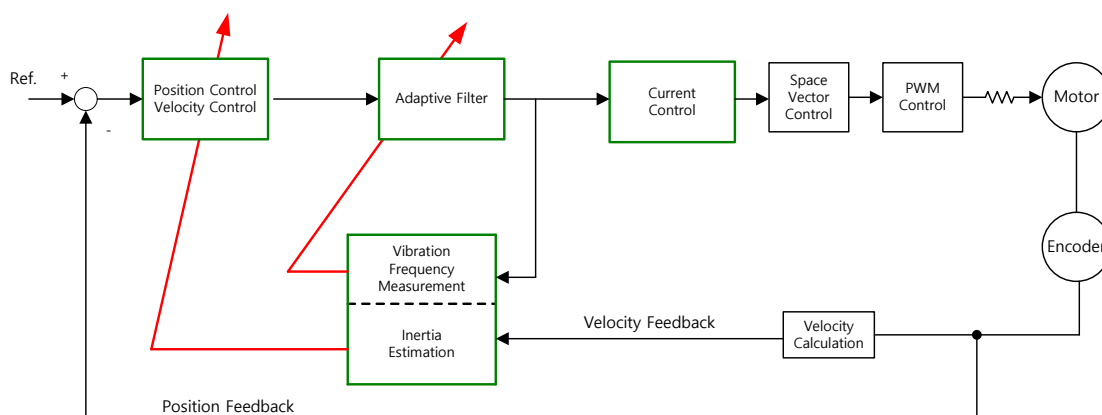 Ref.
+
-
Position Control
Velocity Control
Adaptive Filter
Current
Control
Space
Vector
Control
PWM
Control
Motor
Encoder
Vibration
Frequency
Measurement
Inertia
Estimation
Velocity Feedback
Velocity
Calculation
Position Feedback